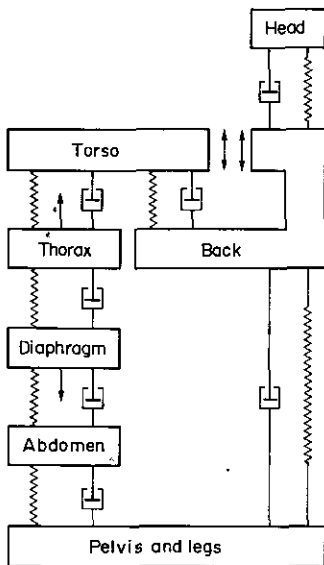 Head
Torso
Thorax
Back
Diaphragm
Abdomen
Pelvis and legs